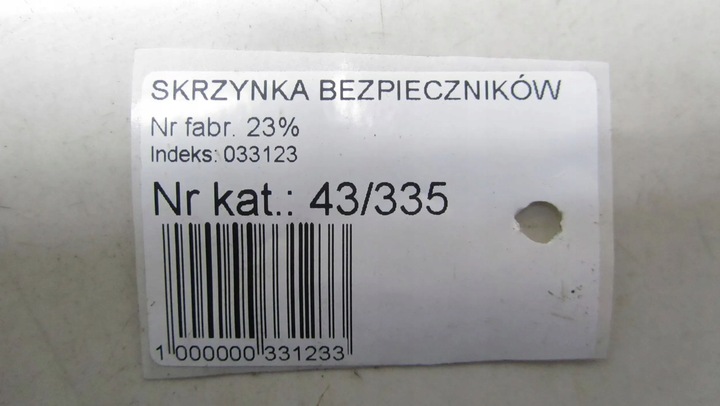 SKRZYNKA BEZPIECZNIKÓW
Nr fabr. 23%
Indeks: 033123
Nr kat.: 43/335
1 000000 331233